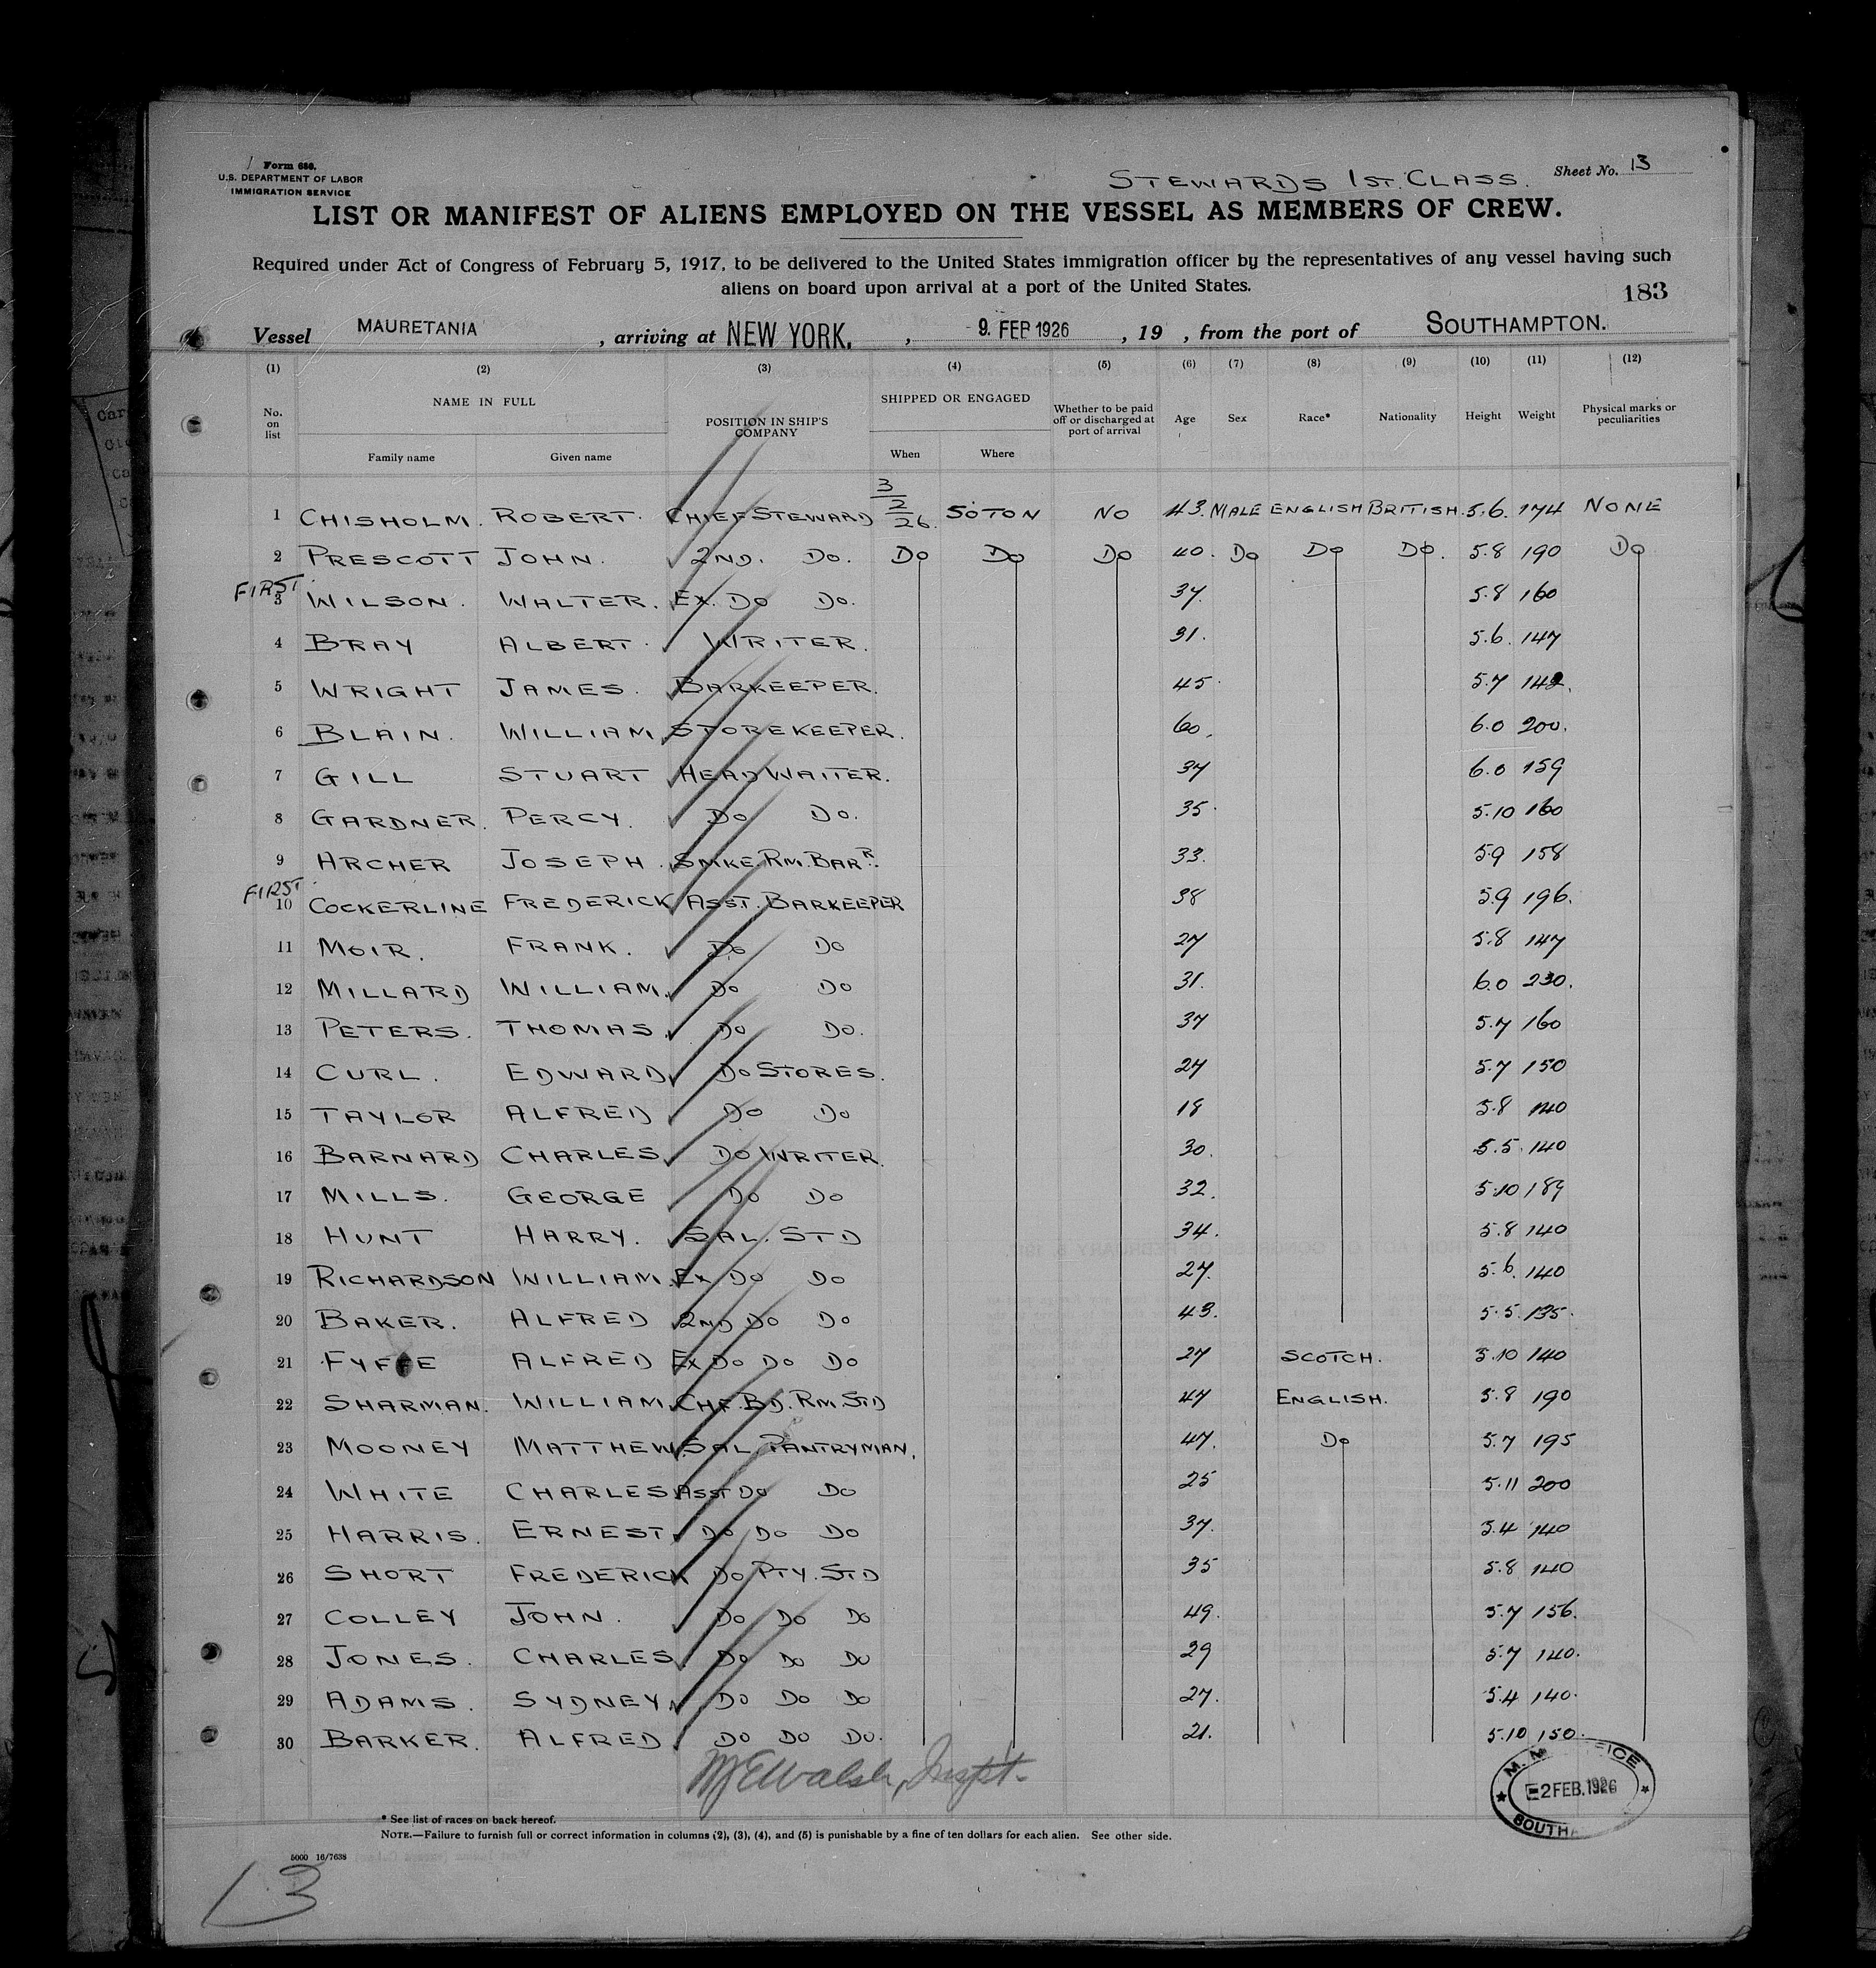 Form 686.
U.S. DEPARTMENT OF LABOR
IMMIGRATION SERVICE
STEWARDS 1ST. CLASS.
Sheet No. 13
LIST OR MANIFEST OF ALIENS EMPLOYED ON THE VESSEL AS MEMBERS OF CREW.
Required under Act of Congress of February 5, 1917, to be delivered to the United States immigration officer by the representatives of any vessel having such
aliens on board upon arrival at a port of the United States.
183
Vessel MAURETANIA , arriving at NEW YORK. , 9. FEB 1926 , 19 , from the port of SOUTHAMPTON.
(1) (2) (3) (4) (5) (6) (7) (8) (9) (10) (11) (12)
No. on list NAME IN FULL Family name Given name POSITION IN SHIP'S COMPANY SHIPPED OR ENGAGED When Where Whether to be paid off or discharged at port of arrival Age Sex Race* Nationality Height Weight Physical marks or peculiarities
1 CHISHOLM. ROBERT. CHIEF STEWARD 3/2/26. SOTON NO 43. MALE ENGLISH BRITISH. 5.6. 174 NONE
2 PRESCOTT JOHN. 2ND. DO. DO DO DO 40. DO DO DO. 5.8 190 DO
FIRST
3 WILSON. WALTER. EX. DO DO. 37. 5.8 160
4 BRAY ALBERT. WRITER. 31. 5.6. 147
5 WRIGHT JAMES. BARKEEPER. 45. 5.7 142.
6 BLAIN. WILLIAM. STOREKEEPER. 60. 6.0 200.
7 GILL STUART HEAD WAITER. 37 6.0 159
8 GARDNER. PERCY. DO DO. 35. 5.10 160
9 ARCHER JOSEPH. SMKE. RM. BARR. 33. 5.9 158
FIRST
10 COCKERLINE FREDERICK ASST. BARKEEPER 38 5.9 196.
11 MOIR. FRANK. DO DO 27 5.8 147
12 MILLARD WILLIAM. DO DO 31. 6.0 230.
13 PETERS. THOMAS. DO DO. 37 5.7 160
14 CURL. EDWARD DO STORES. 27 5.7 150
15 TAYLOR ALFRED DO DO 18 5.8 140
16 BARNARD CHARLES DO WRITER. 30. 5.5. 140
17 MILLS. GEORGE DO DO 32. 5.10 189
18 HUNT HARRY. SAL. STD 34. 5.8 140
19 RICHARDSON WILLIAM. EX DO DO 27. 5.6. 140
20 BAKER. ALFRED 2ND DO DO 43. 5.5. 135.
21 FYFFE ALFRED EX DO DO DO 27 SCOTCH. 5.10 140
22 SHARMAN. WILLIAM. CHF. BD. RM. STD 47 ENGLISH. 5.8 190
23 MOONEY MATTHEW. SAL. PANTRYMAN. 47. DO 5.7 195
24 WHITE CHARLES ASST DO DO 25 5.11 200
25 HARRIS. ERNEST. DO DO DO 37. 5.4 140
26 SHORT FREDERICK DO PTY. STD 35 5.8 140
27 COLLEY JOHN. DO DO DO 49. 5.7 156.
28 JONES. CHARLES. DO DO DO 29 5.7 140.
29 ADAMS. SYDNEY. DO DO DO 27. 5.4 140.
30 BARKER. ALFRED. DO DO DO. 21. 5.10 150.
Walsh, Inspt.
2 FEB. 1926
* See list of races on back hereof.
NOTE.—Failure to furnish full or correct information in columns (2), (3), (4), and (5) is punishable by a fine of ten dollars for each alien. See other side.
5000 16/7638
13